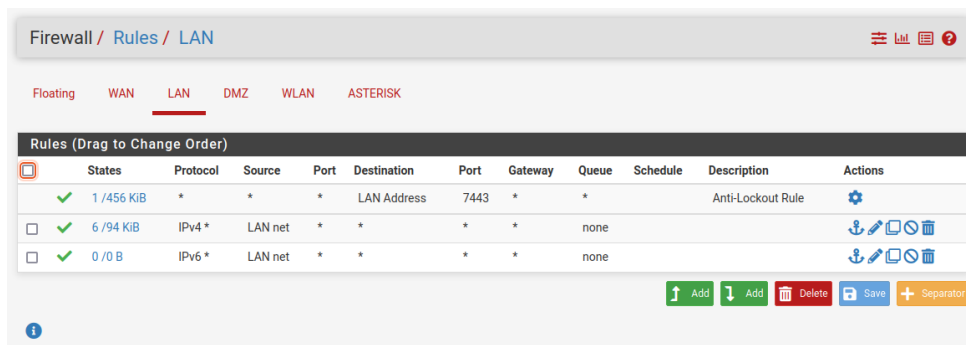 Firewall / Rules / LAN
Floating WAN LAN DMZ WLAN ASTERISK
Rules (Drag to Change Order)
States Protocol Source Port Destination Port Gateway Queue Schedule Description Actions
1 /456 KiB * * * LAN Address 7443 * * Anti-Lockout Rule
6 /94 KiB IPv4 * LAN net * * * * none
0 /0 B IPv6 * LAN net * * * * none
Add Add Delete Save Separator